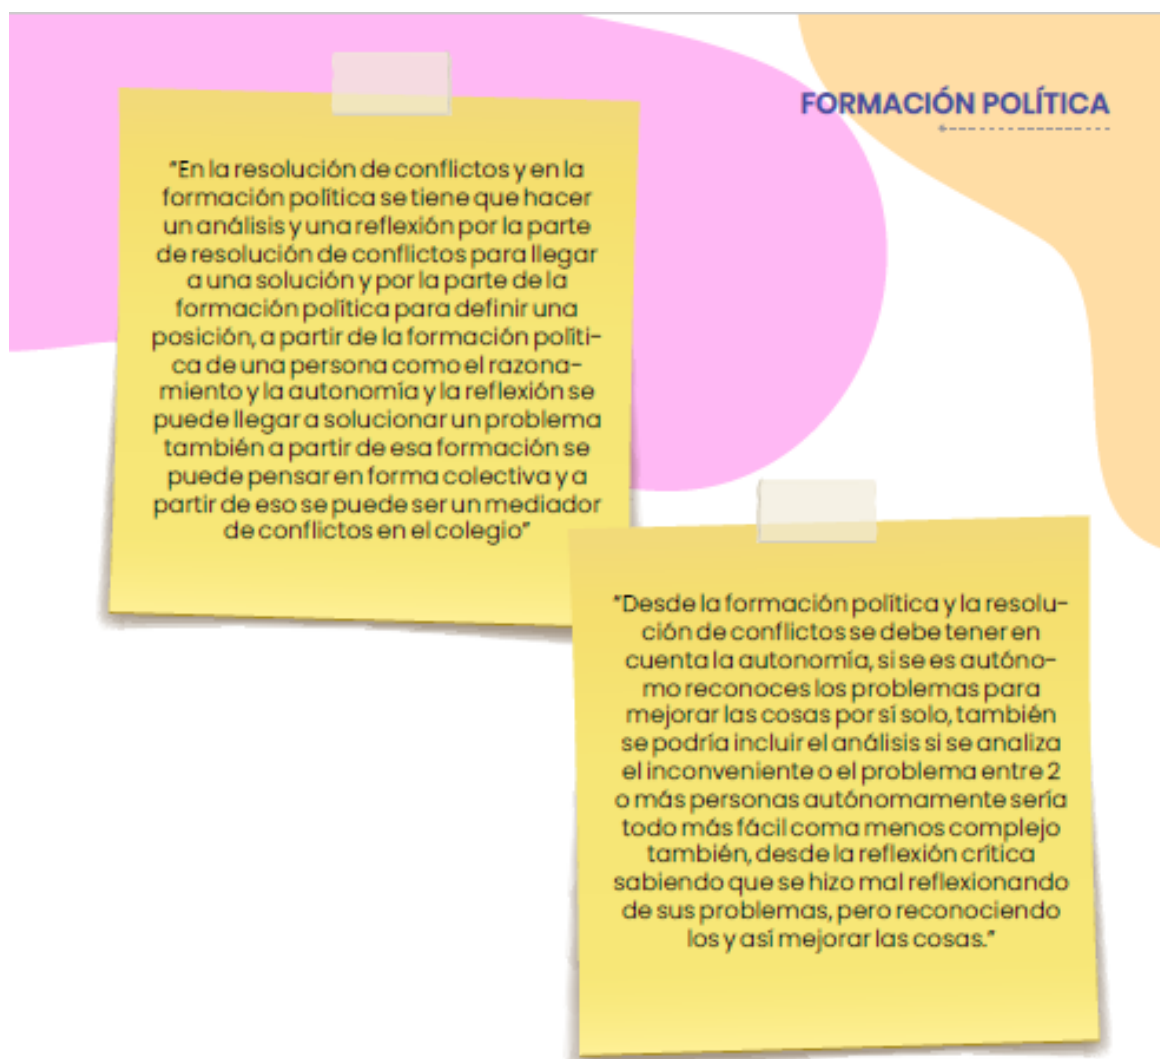 FORMACIÓN POLÍTICA
“En la resolución de conflictos y en la
formación política se tiene que hacer
un análisis y una reflexión por la parte
de resolución de conflictos para llegar
a una solución y por la parte de la
formación política para definir una
posición, a partir de la formación políti-
ca de una persona como el razona-
miento y la autonomía y la reflexión se
puede llegar a solucionar un problema
también a partir de esa formación se
puede pensar en forma colectiva y a
partir de eso se puede ser un mediador
de conflictos en el colegio”
“Desde la formación política y la resolu-
ción de conflictos se debe tener en
cuenta la autonomía, si se es autóno-
mo reconoces los problemas para
mejorar las cosas por sí solo, también
se podría incluir el análisis si se analiza
el inconveniente o el problema entre 2
o más personas autónomamente sería
todo más fácil coma menos complejo
también, desde la reflexión crítica
sabiendo que se hizo mal reflexionando
de sus problemas, pero reconociendo
los y así mejorar las cosas.”